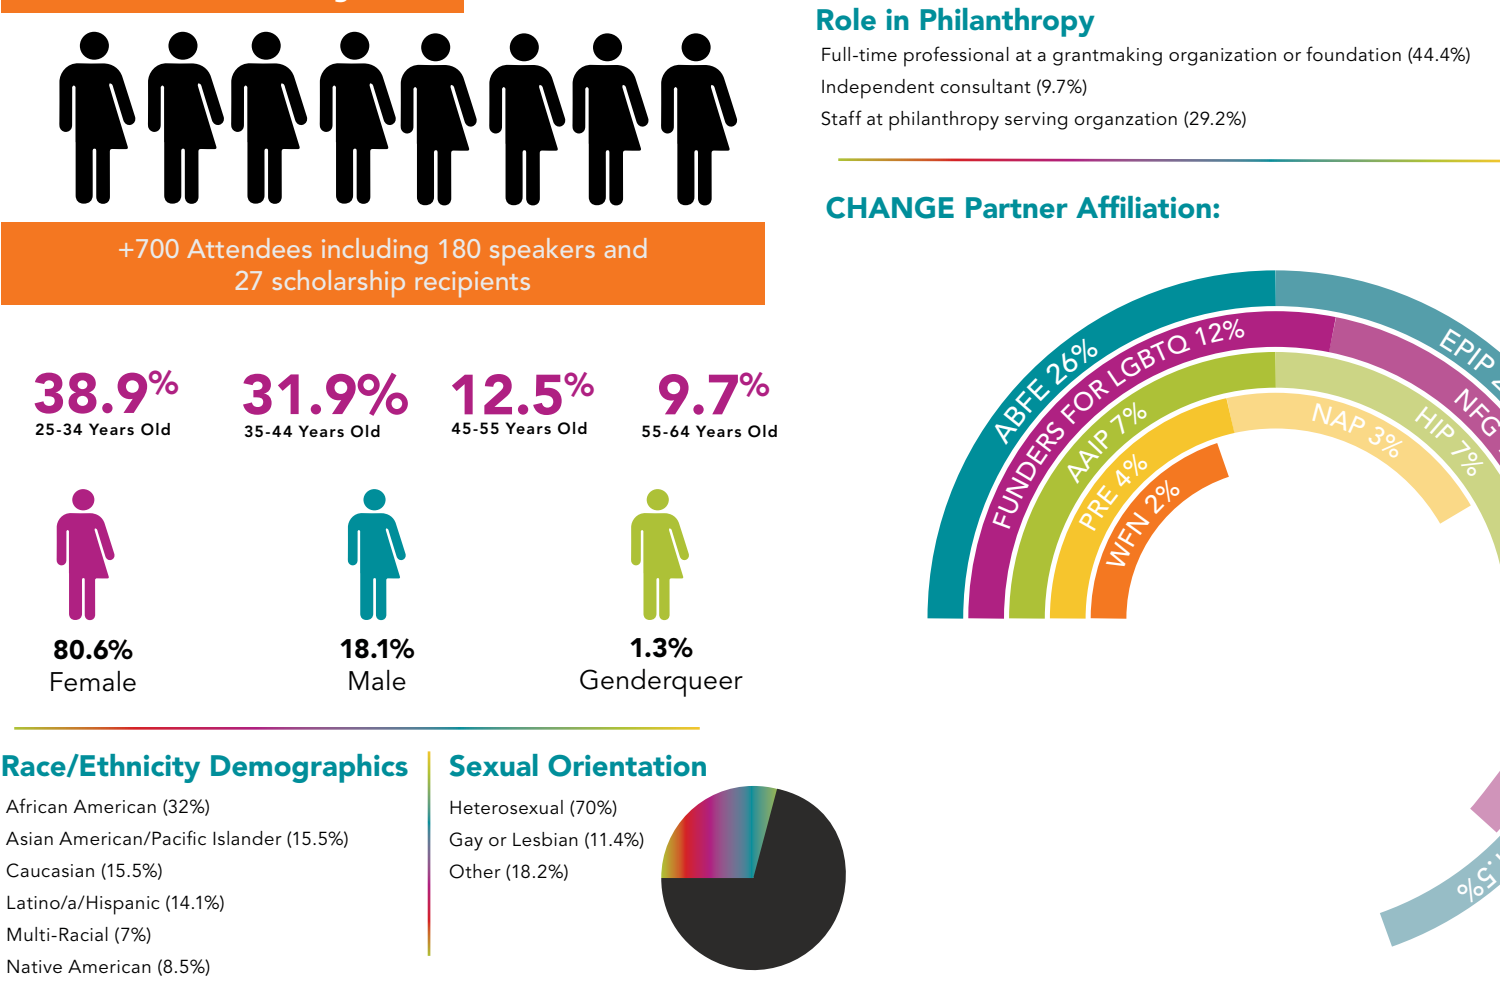 +700 Attendees including 180 speakers and
27 scholarship recipients
38.9%
25-34 Years Old
31.9%
35-44 Years Old
12.5%
45-55 Years Old
9.7%
55-64 Years Old
80.6%
Female
18.1%
Male
1.3%
Genderqueer
Race/Ethnicity Demographics
African American (32%)
Asian American/Pacific Islander (15.5%)
Caucasian (15.5%)
Latino/a/Hispanic (14.1%)
Multi-Racial (7%)
Native American (8.5%)
Sexual Orientation
Heterosexual (70%)
Gay or Lesbian (11.4%)
Other (18.2%)
Role in Philanthropy
Full-time professional at a grantmaking organization or foundation (44.4%)
Independent consultant (9.7%)
Staff at philanthropy serving organzation (29.2%)
CHANGE Partner Affiliation:
ABFE 26%
EPIP
FUNDERS FOR LGBTQ 12%
NFG
AAIP 7%
HIP 7%
PRE 4%
NAP 3%
WFN 2%